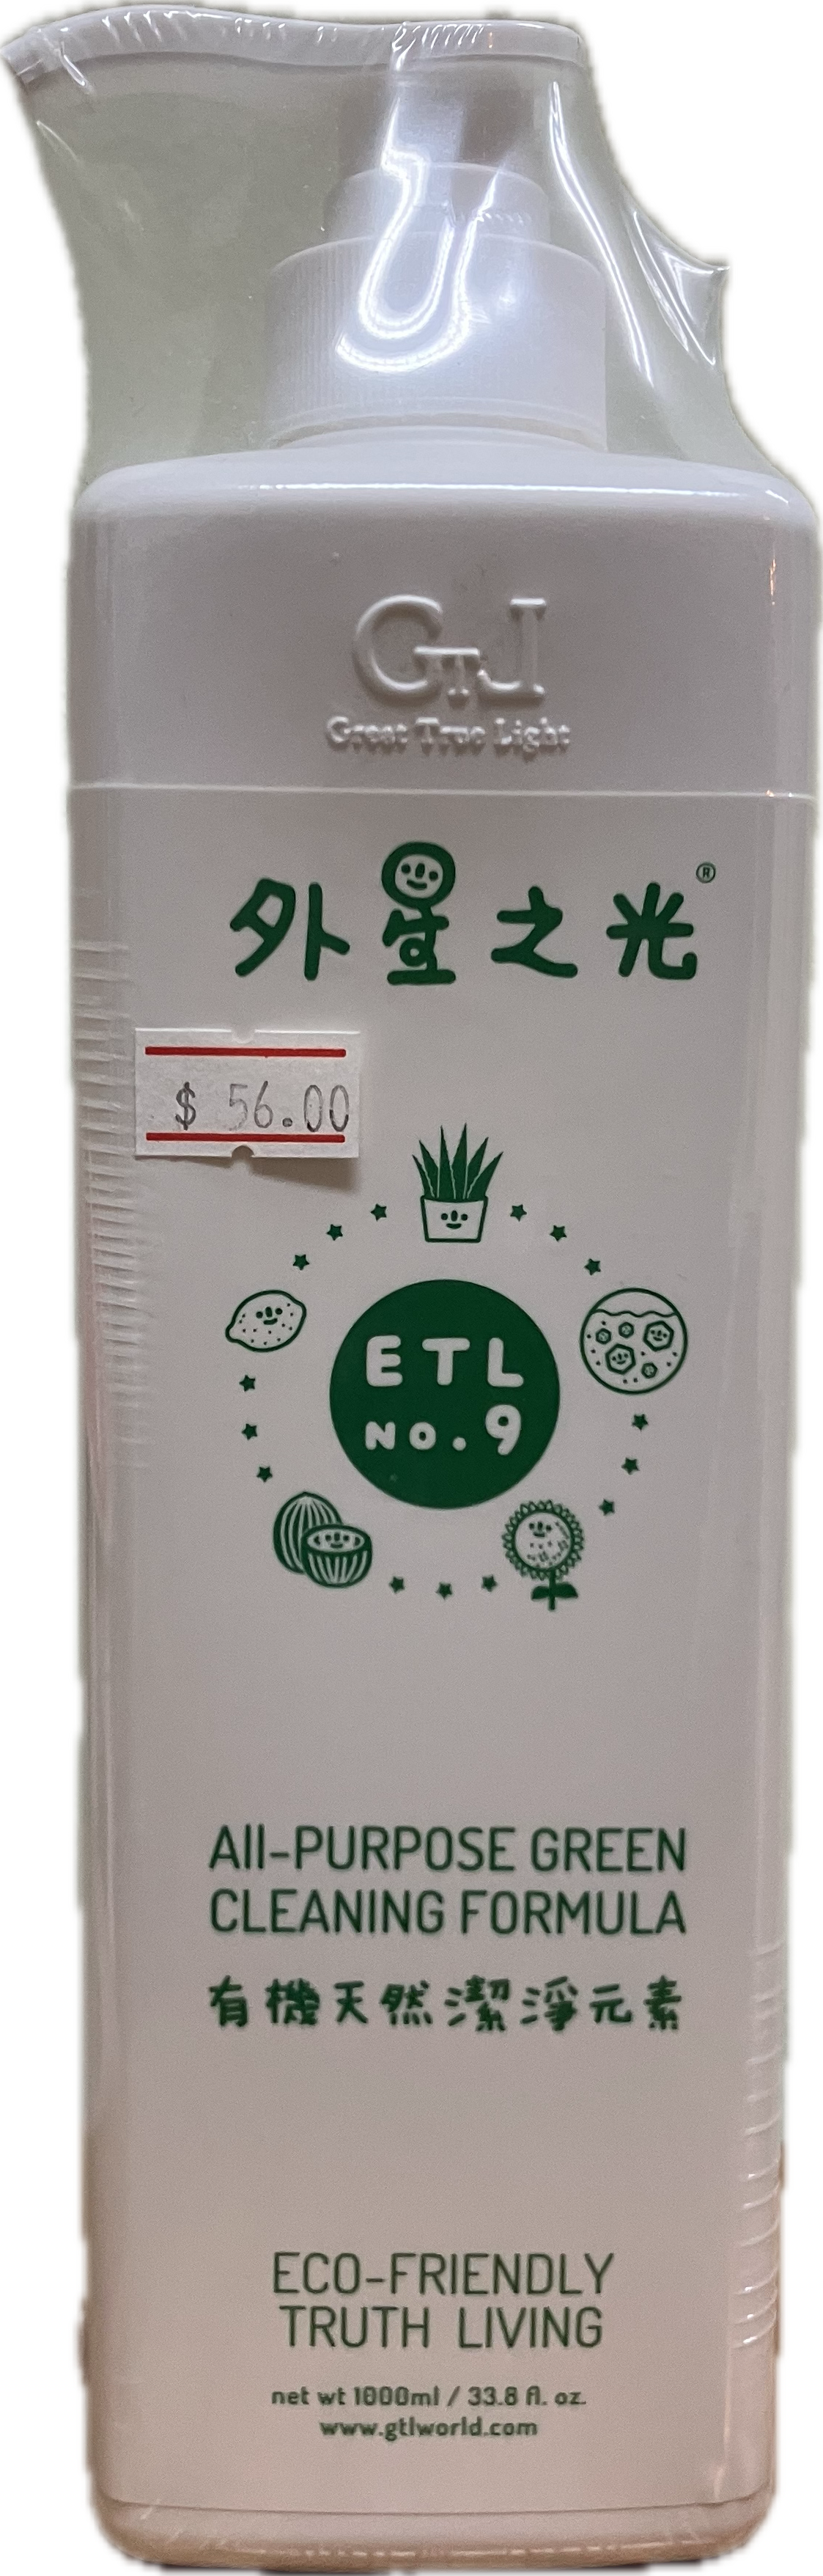 GTL
Great True Light
外星之光®
$ 56.00
ETL
No.9
All-PURPOSE GREEN
CLEANING FORMULA
有機天然潔淨元素
ECO-FRIENDLY
TRUTH LIVING
net wt 1000ml / 33.8 fl. oz.
www.gtlworld.com